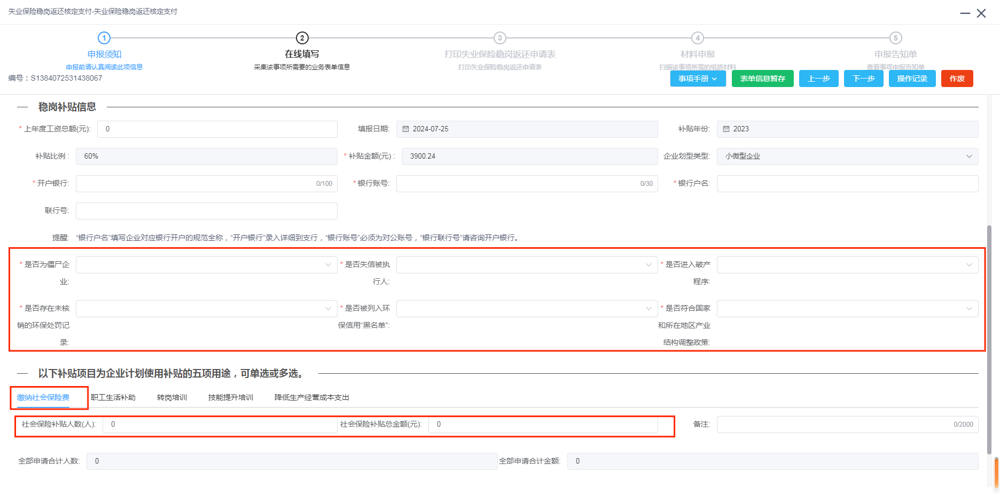 失业保险稳岗返还核定支付-失业保险稳岗返还核定支付
1 2 3 4 5
申报须知 在线填写 打印失业保险稳岗返还申请表 材料申报 申报告知单
申报前请认真阅读此项信息 采集该事项所需要的业务表单信息 打印失业保险稳岗返还申请表 扫描该事项所需的纸质材料 查看事项申报告知单
编号：S1384072531438067 事项手册 表单信息暂存 上一步 下一步 操作记录 作废
稳岗补贴信息
* 上年度工资总额(元): 0 填报日期: 2024-07-25 补贴年份: 2023
补贴比例 : 60% * 补贴金额(元) : 3900.24 企业划型类型: 小微型企业
* 开户银行: 0/100 * 银行账号: 0/30 * 银行户名:
联行号:
提醒: “银行户名”填写企业对应银行开户的规范全称，“开户银行”录入详细到支行，“银行账号”必须为对公账号，“银行联行号”请咨询开户银行。
* 是否为僵尸企 * 是否失信被执 * 是否进入破产
业: 行人: 程序:
* 是否存在未核 * 是否被列入环 * 是否符合国家
销的环保处罚记 保信用“黑名单”: 和所在地区产业
录: 结构调整政策:
以下补贴项目为企业计划使用补贴的五项用途，可单选或多选。
缴纳社会保险费 职工生活补助 转岗培训 技能提升培训 降低生产经营成本支出
社会保险补贴人数(人): 0 社会保险补贴总金额(元): 0 备注: 0/2000
全部申请合计人数: 0 全部申请合计金额: 0